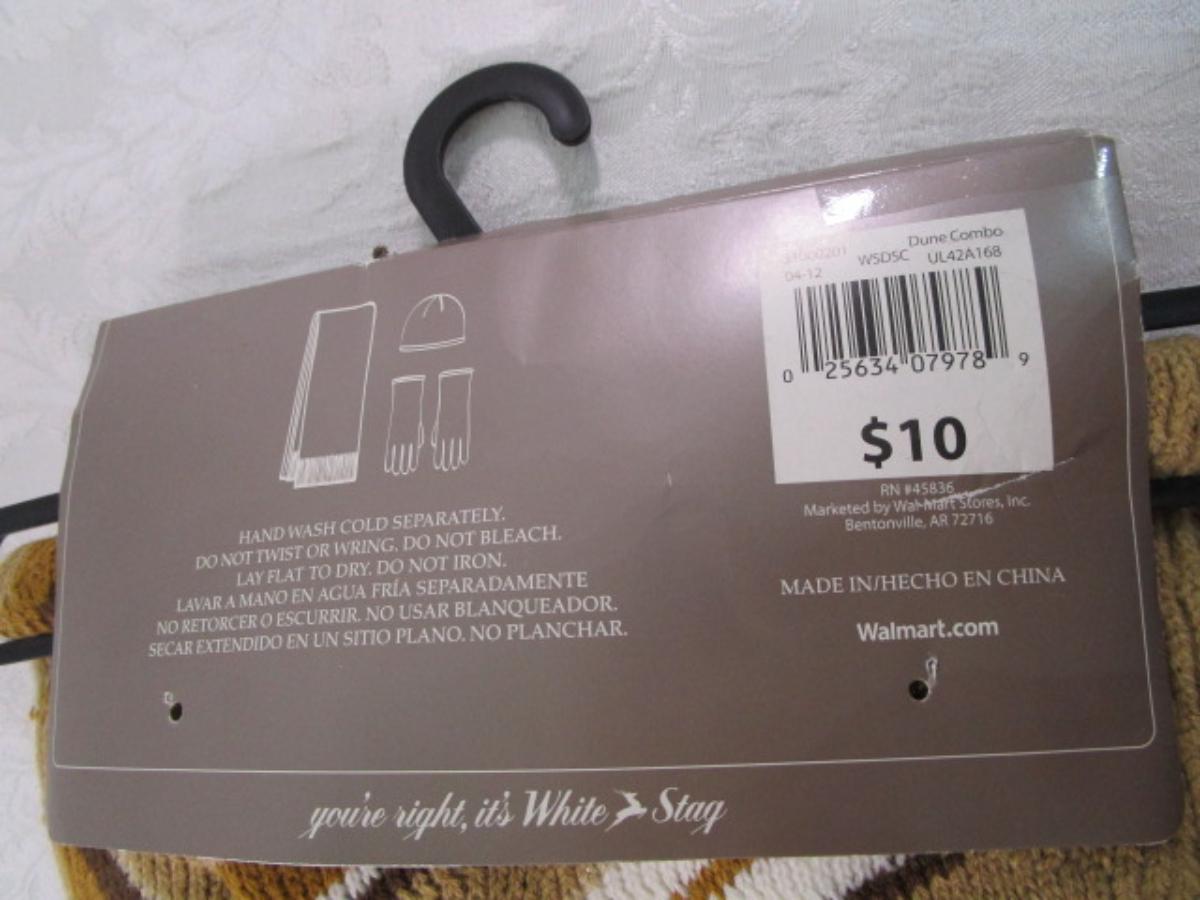 Dune Combo
31000201
04-12 WSDSC UL42A168
0 25634 07978 9
$10
RN #45836
Marketed by Wal-Mart Stores, Inc.
Bentonville, AR 72716
MADE IN/HECHO EN CHINA
Walmart.com
HAND WASH COLD SEPARATELY.
DO NOT TWIST OR WRING. DO NOT BLEACH.
LAY FLAT TO DRY. DO NOT IRON.
LAVAR A MANO EN AGUA FRÍA SEPARADAMENTE
NO RETORCER O ESCURRIR. NO USAR BLANQUEADOR.
SECAR EXTENDIDO EN UN SITIO PLANO. NO PLANCHAR.
you're right, it's White Stag